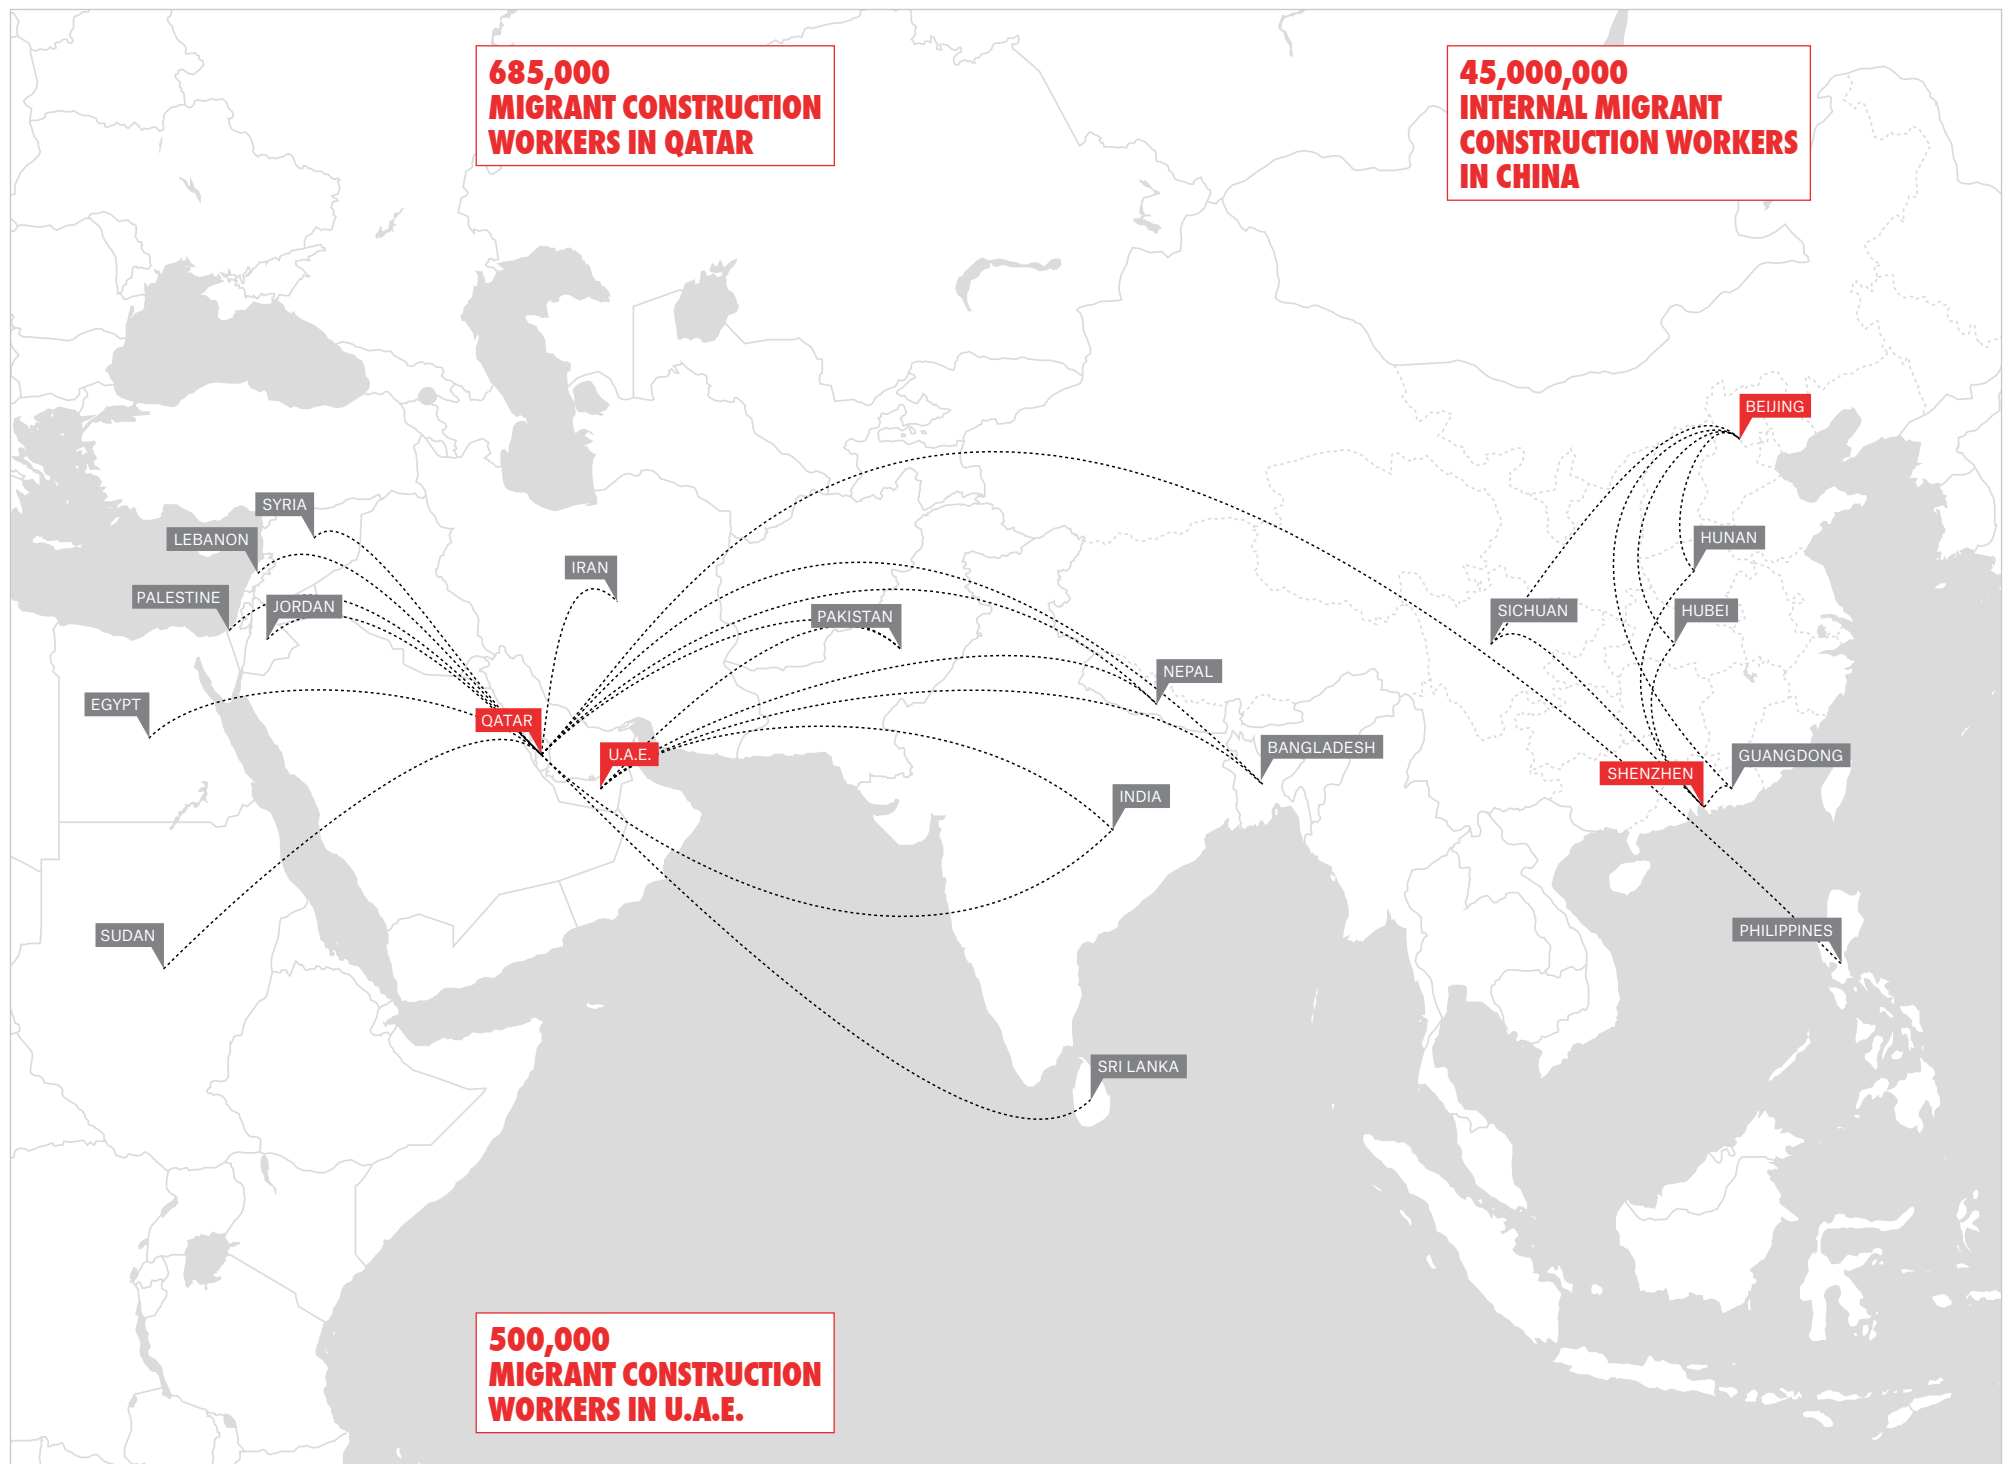 685,000
MIGRANT CONSTRUCTION
WORKERS IN QATAR
45,000,000
INTERNAL MIGRANT
CONSTRUCTION WORKERS
IN CHINA
BEIJING
SYRIA
LEBANON
HUNAN
IRAN
PALESTINE
JORDAN
PAKISTAN
SICHUAN
HUBEI
NEPAL
EGYPT
QATAR
U.A.E.
BANGLADESH
GUANGDONG
SHENZHEN
INDIA
SUDAN
PHILIPPINES
SRI LANKA
500,000
MIGRANT CONSTRUCTION
WORKERS IN U.A.E.